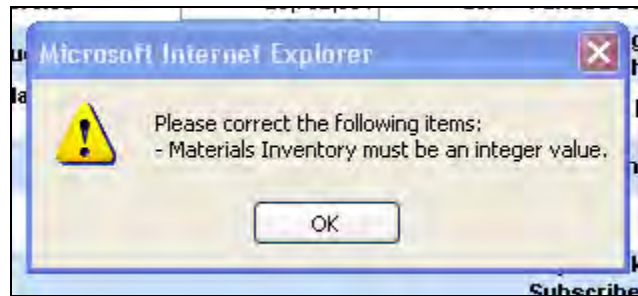 Microsoft Internet Explorer
Please correct the following items:
- Materials Inventory must be an integer value.
OK
Subscribe